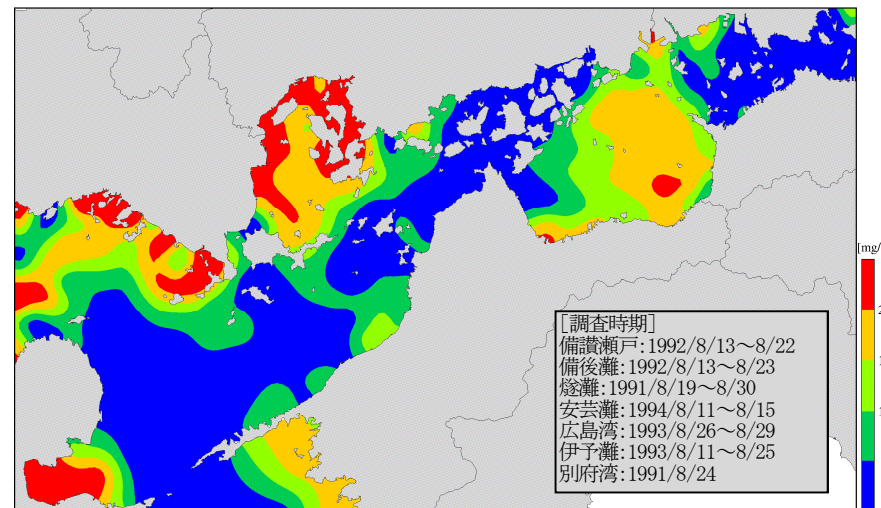 [mg/
2
[調査時期]
備讃瀬戸:1992/8/13～8/22
備後灘:1992/8/13～8/23
燧灘:1991/8/19～8/30
安芸灘:1994/8/11～8/15
広島湾:1993/8/26～8/29
伊予灘:1993/8/11～8/25
別府湾:1991/8/24